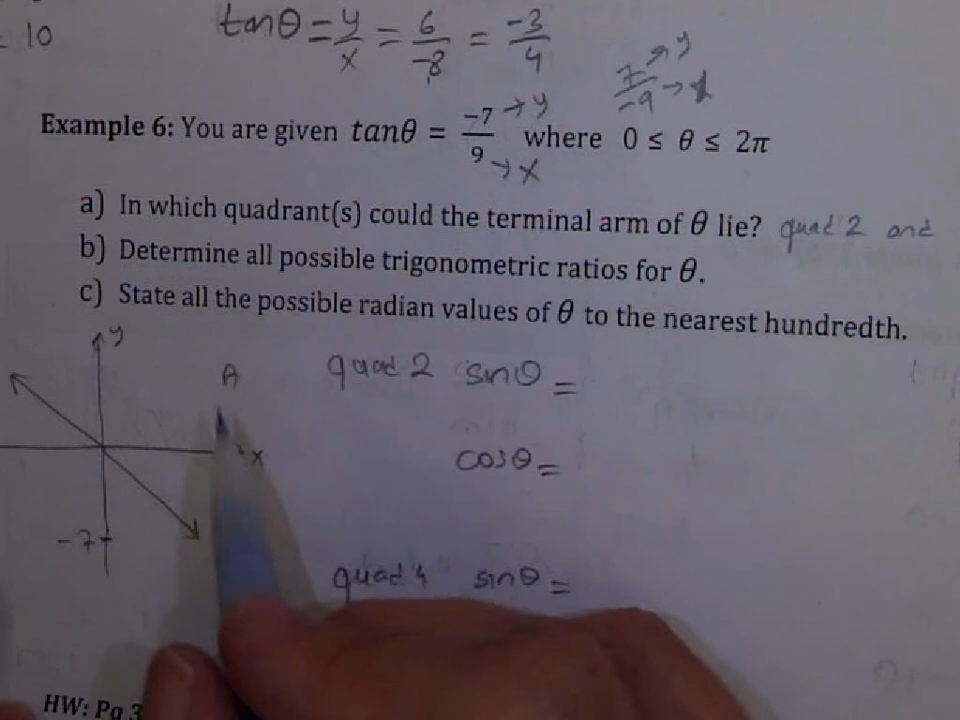 = 10
tanθ = y/x = 6/-8 = -3/4
7/-9 → y → x
Example 6: You are given tanθ = -7/9 → y → x where 0 ≤ θ ≤ 2π
a) In which quadrant(s) could the terminal arm of θ lie? quad 2 and
b) Determine all possible trigonometric ratios for θ.
c) State all the possible radian values of θ to the nearest hundredth.
y
A
quad 2 sinθ =
x
cosθ =
-7
quad 4 sinθ =
HW: Pg 3